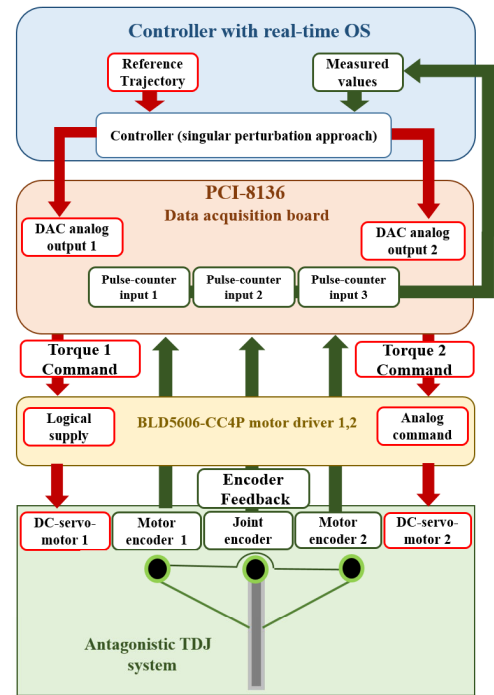 Controller with real-time OS
Reference
Trajectory
Measured
values
Controller (singular perturbation approach)
PCI-8136
Data acquisition board
DAC analog
output 1
DAC analog
output 2
Pulse-counter
input 1
Pulse-counter
input 2
Pulse-counter
input 3
Torque 1
Command
Torque 2
Command
Logical
supply
BLD5606-CC4P motor driver 1,2
Analog
command
Encoder
Feedback
DC-servo-
motor 1
Motor
encoder 1
Joint
encoder
Motor
encoder 2
DC-servo-
motor 2
Antagonistic TDJ
system